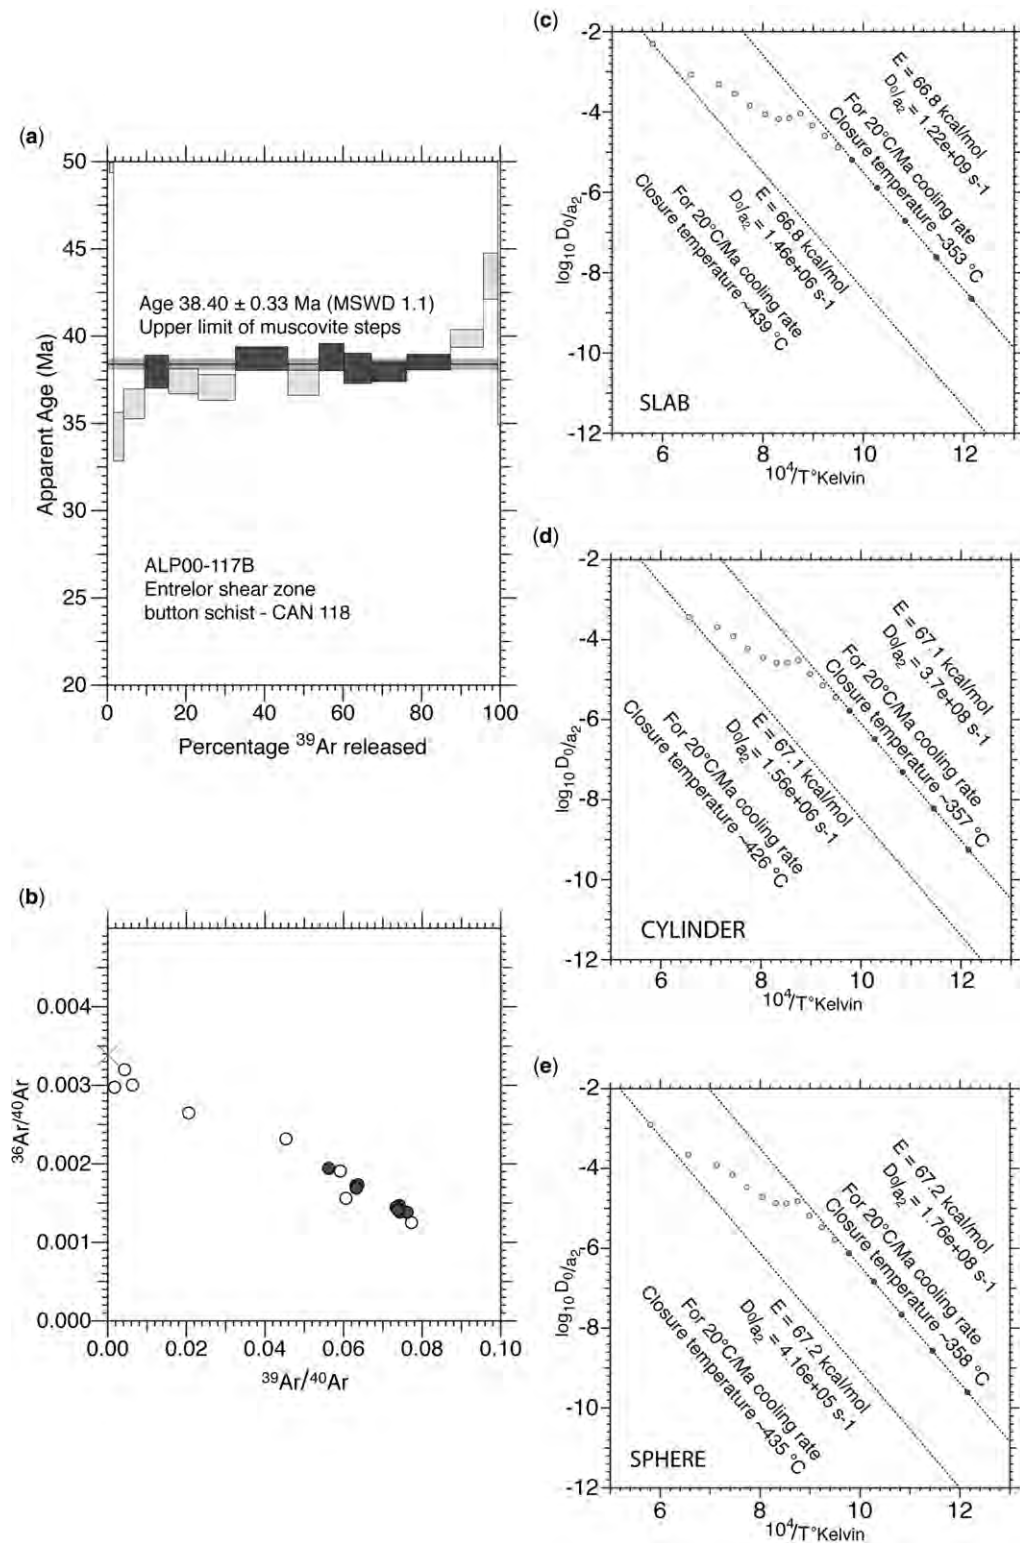 (a)
50
45
40
35
30
25
20
Apparent Age (Ma)
Age 38.40 ± 0.33 Ma (MSWD 1.1)
Upper limit of muscovite steps
ALP00-117B
Entrelor shear zone
button schist - CAN 118
0 20 40 60 80 100
Percentage ³⁹Ar released
(b)
0.004
0.003
0.002
0.001
0.000
³⁶Ar/⁴⁰Ar
0.00 0.02 0.04 0.06 0.08 0.10
³⁹Ar/⁴⁰Ar
(c)
-2
-4
-6
-8
-10
-12
log₁₀ D₀/a₂
E = 66.8 kcal/mol
D₀/a₂ = 1.22e+09 s-1
For 20°C/Ma cooling rate
Closure temperature ~353 °C
E = 66.8 kcal/mol
D₀/a₂ = 1.46e+06 s-1
For 20°C/Ma cooling rate
Closure temperature ~439 °C
SLAB
6 8 10 12
10⁴/T°Kelvin
(d)
-2
-4
-6
-8
-10
-12
log₁₀ D₀/a₂
E = 67.1 kcal/mol
D₀/a₂ = 3.7e+08 s-1
For 20°C/Ma cooling rate
Closure temperature ~357 °C
E = 67.1 kcal/mol
D₀/a₂ = 1.56e+06 s-1
For 20°C/Ma cooling rate
Closure temperature ~426 °C
CYLINDER
6 8 10 12
10⁴/T°Kelvin
(e)
-2
-4
-6
-8
-10
-12
log₁₀ D₀/a₂
E = 67.2 kcal/mol
D₀/a₂ = 1.76e+08 s-1
For 20°C/Ma cooling rate
Closure temperature ~358 °C
E = 67.2 kcal/mol
D₀/a₂ = 4.16e+05 s-1
For 20°C/Ma cooling rate
Closure temperature ~435 °C
SPHERE
6 8 10 12
10⁴/T°Kelvin